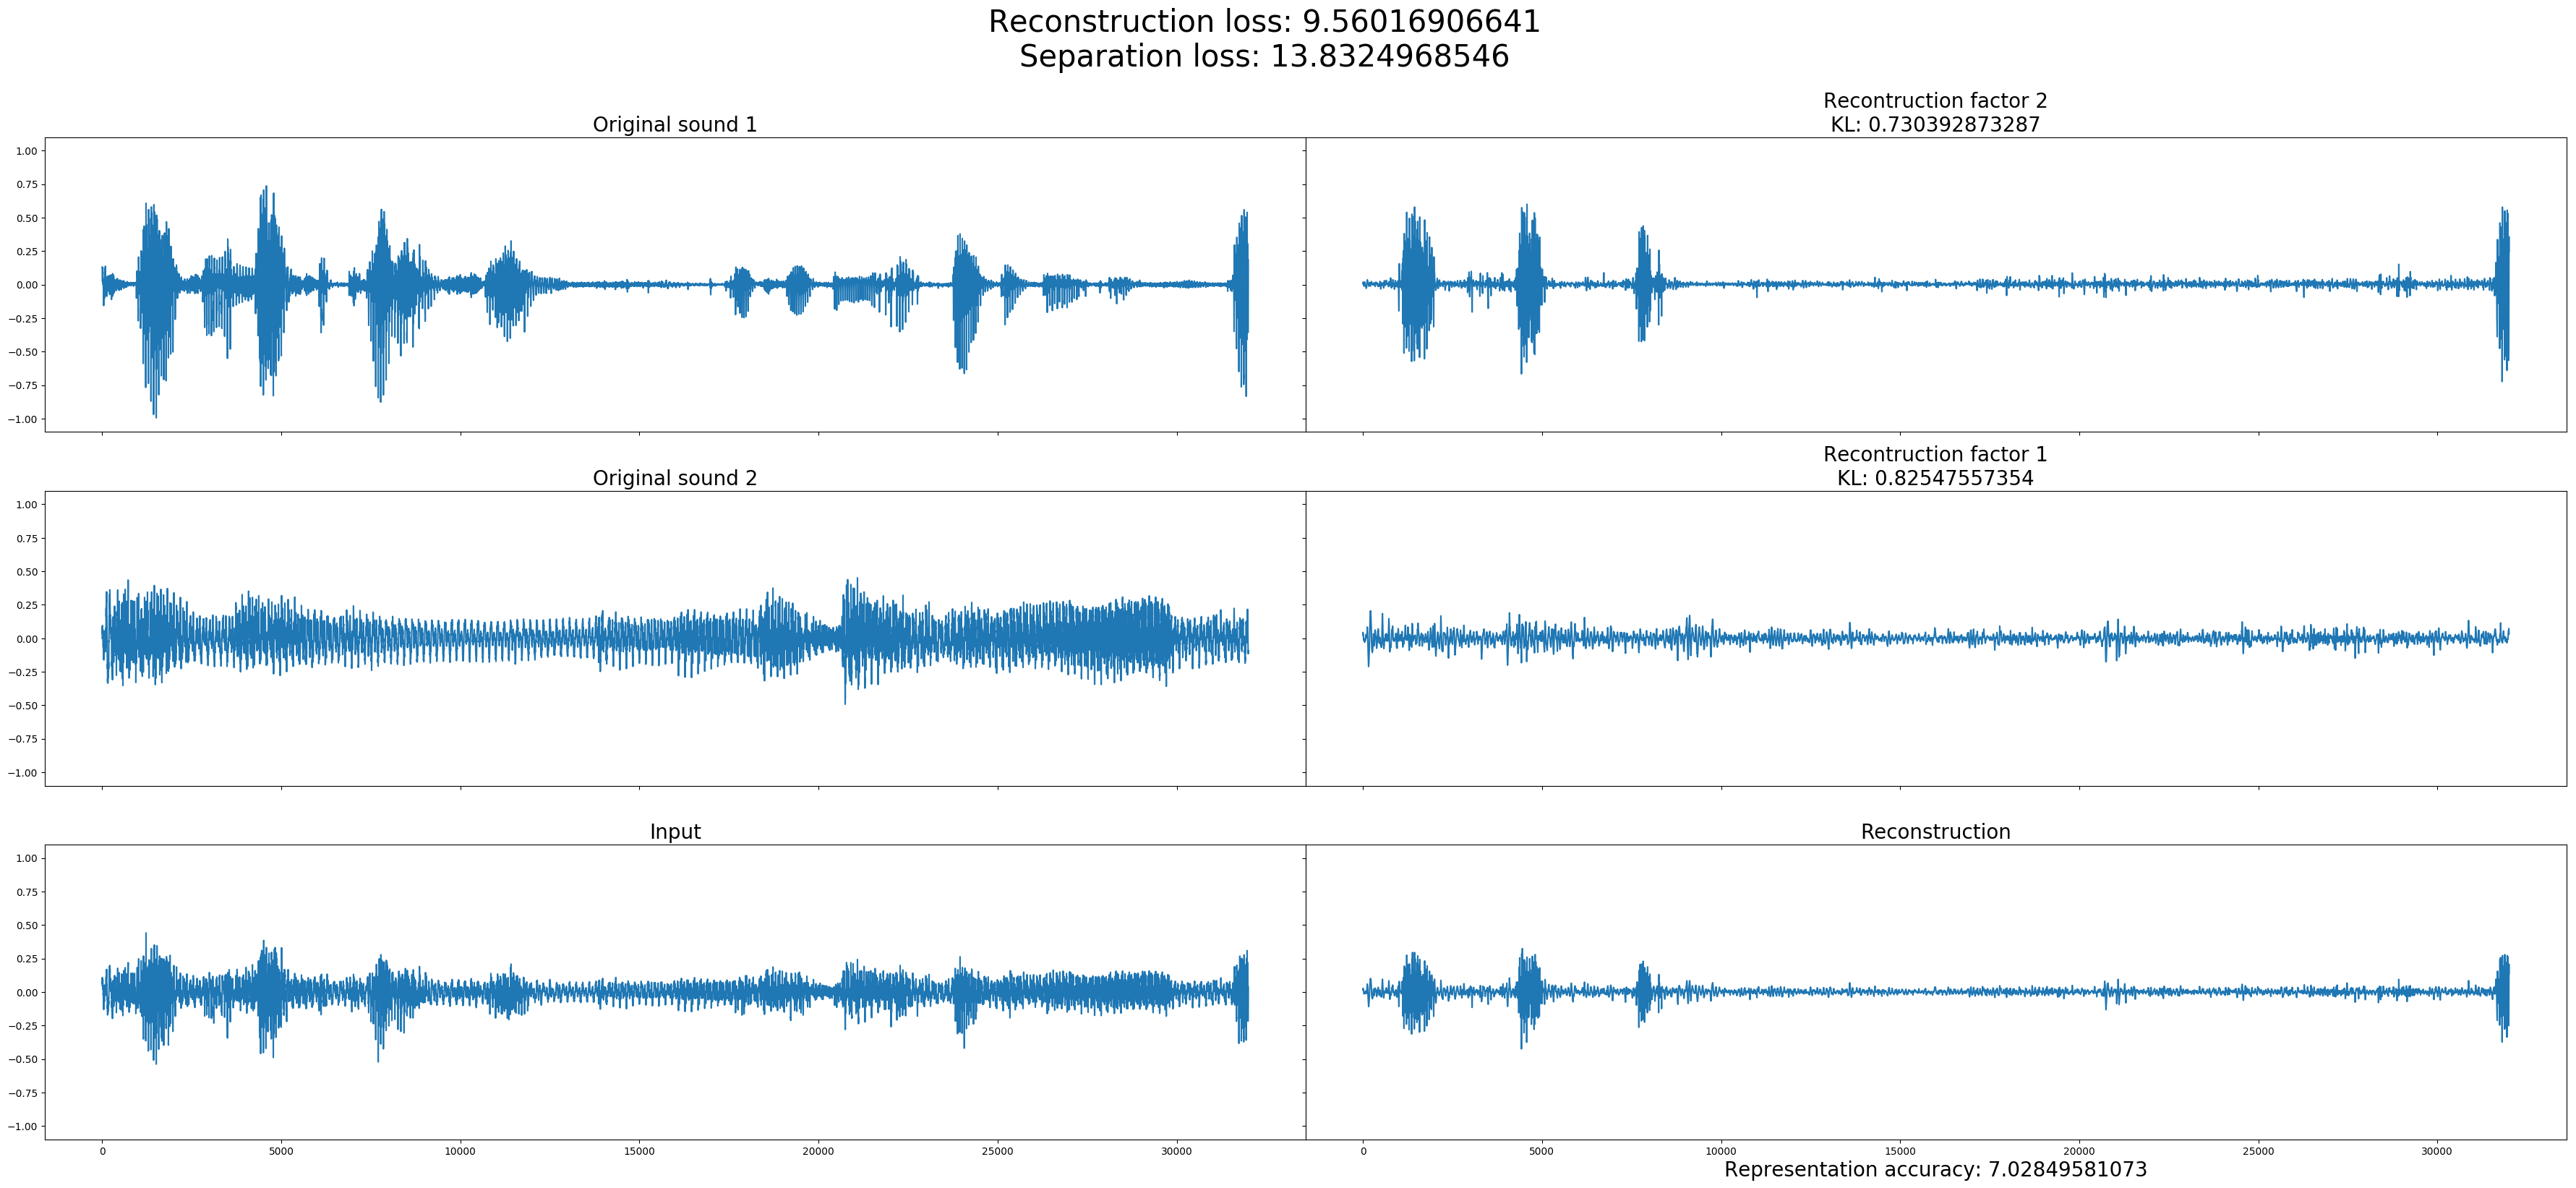 Reconstruction loss: 9.56016906641
Separation loss: 13.8324968546
Original sound 1
Recontruction factor 2
KL: 0.730392873287
1.00
0.75
0.50
0.25
0.00
−0.25
−0.50
−0.75
−1.00
Original sound 2
Recontruction factor 1
KL: 0.82547557354
1.00
0.75
0.50
0.25
0.00
−0.25
−0.50
−0.75
−1.00
Input
Reconstruction
1.00
0.75
0.50
0.25
0.00
−0.25
−0.50
−0.75
−1.00
0 5000 10000 15000 20000 25000 30000
0 5000 10000 15000 20000 25000 30000
Representation accuracy: 7.02849581073